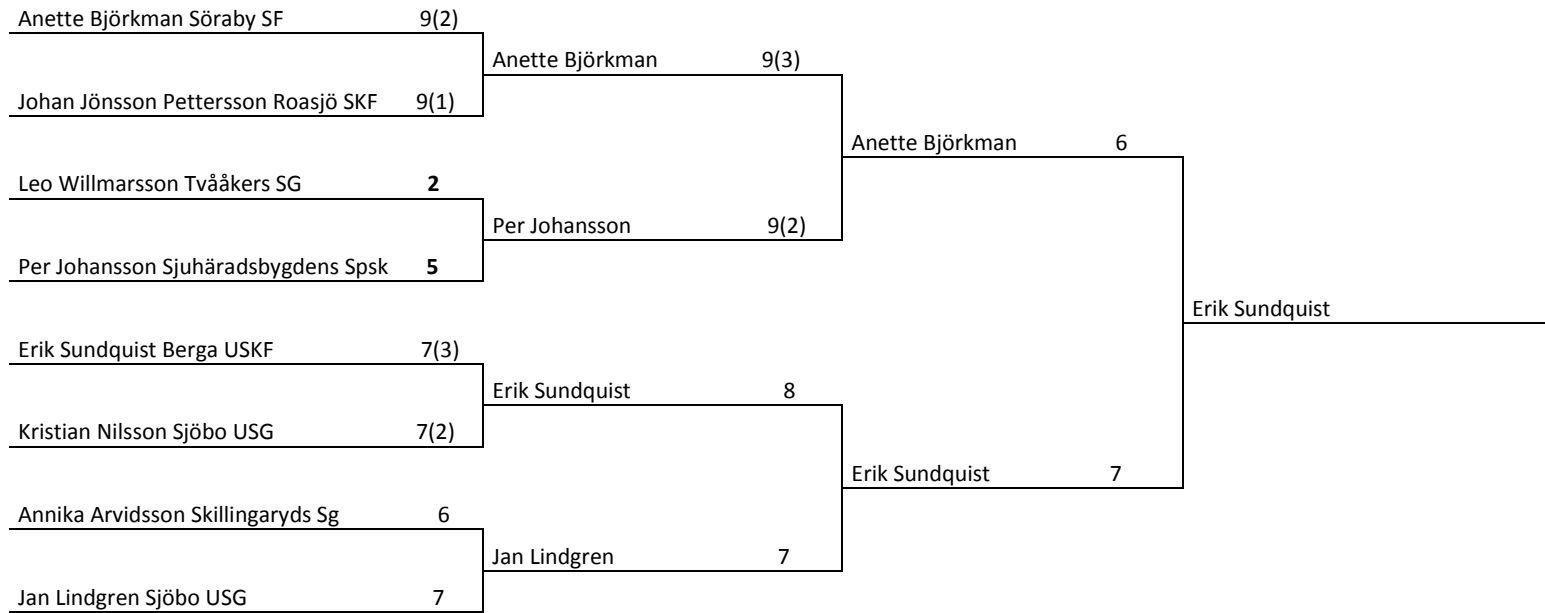 Anette Björkman Söraby SF 9(2)
Anette Björkman 9(3)
Johan Jönsson Pettersson Roasjö SKF 9(1)
Anette Björkman 6
Leo Willmarsson Tvååkers SG 2
Per Johansson 9(2)
Per Johansson Sjuhäradsbygdens Spsk 5
Erik Sundquist
Erik Sundquist Berga USKF 7(3)
Erik Sundquist 8
Kristian Nilsson Sjöbo USG 7(2)
Erik Sundquist 7
Annika Arvidsson Skillingaryds Sg 6
Jan Lindgren 7
Jan Lindgren Sjöbo USG 7